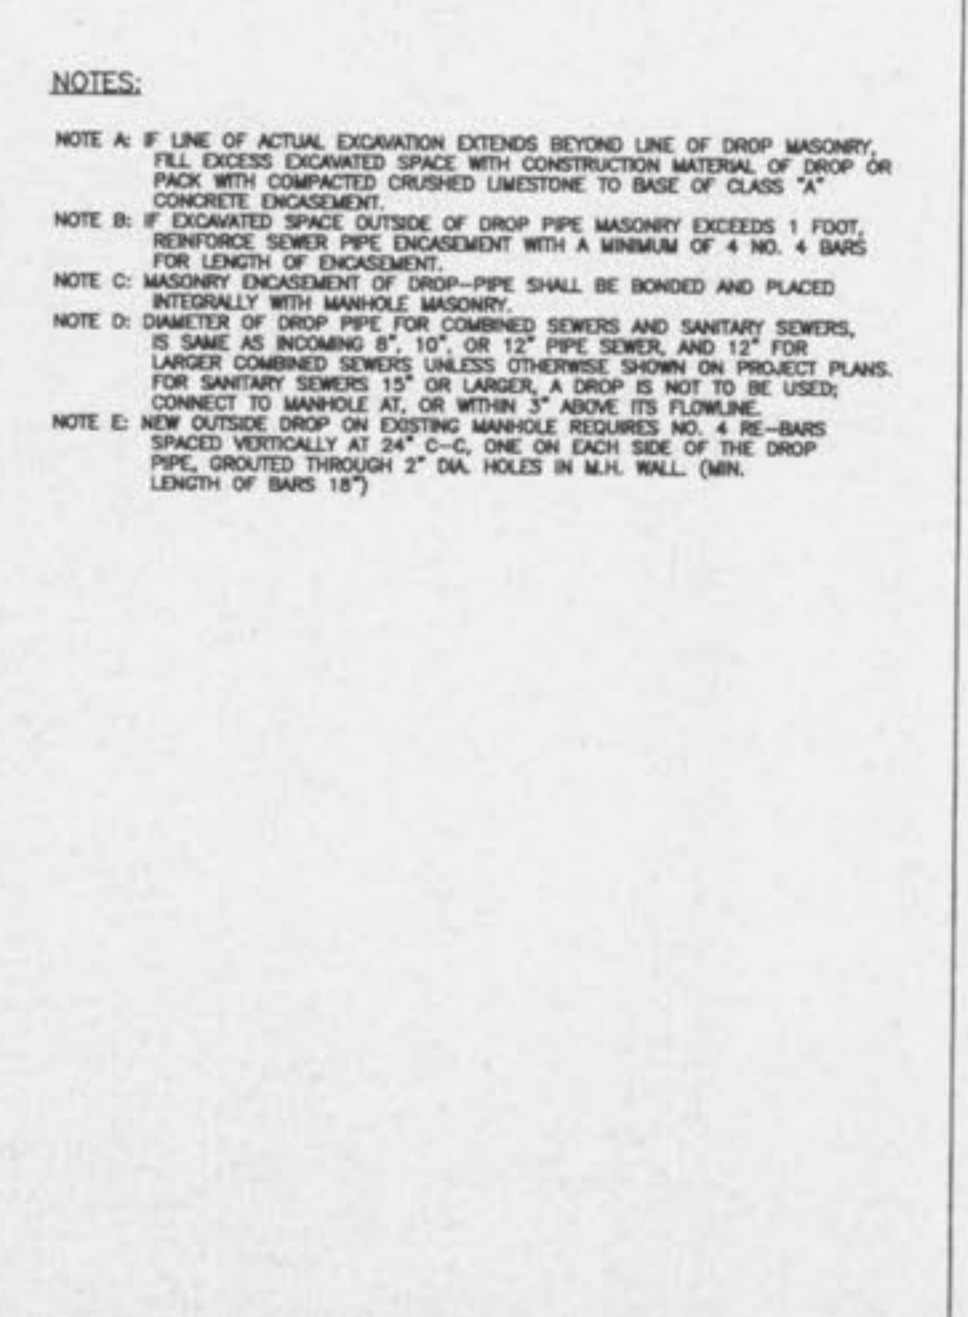 NOTES:
NOTE A: IF LINE OF ACTUAL EXCAVATION EXTENDS BEYOND LINE OF DROP MASONRY,
FILL EXCESS EXCAVATED SPACE WITH CONSTRUCTION MATERIAL OF DROP OR
PACK WITH COMPACTED CRUSHED LIMESTONE TO BASE OF CLASS "A"
CONCRETE ENCASEMENT.
NOTE B: IF EXCAVATED SPACE OUTSIDE OF DROP PIPE MASONRY EXCEEDS 1 FOOT,
REINFORCE SEWER PIPE ENCASEMENT WITH A MINIMUM OF 4 NO. 4 BARS
FOR LENGTH OF ENCASEMENT.
NOTE C: MASONRY ENCASEMENT OF DROP-PIPE SHALL BE BONDED AND PLACED
INTEGRALLY WITH MANHOLE MASONRY.
NOTE D: DIAMETER OF DROP PIPE FOR COMBINED SEWERS AND SANITARY SEWERS,
IS SAME AS INCOMING 8", 10", OR 12" PIPE SEWER, AND 12" FOR
LARGER COMBINED SEWERS UNLESS OTHERWISE SHOWN ON PROJECT PLANS.
FOR SANITARY SEWERS 15" OR LARGER, A DROP IS NOT TO BE USED;
CONNECT TO MANHOLE AT, OR WITHIN 3" ABOVE ITS FLOWLINE.
NOTE E: NEW OUTSIDE DROP ON EXISTING MANHOLE REQUIRES NO. 4 RE-BARS
SPACED VERTICALLY AT 24" C-C, ONE ON EACH SIDE OF THE DROP
PIPE, GROUTED THROUGH 2" DIA. HOLES IN M.H. WALL. (MIN.
LENGTH OF BARS 18")